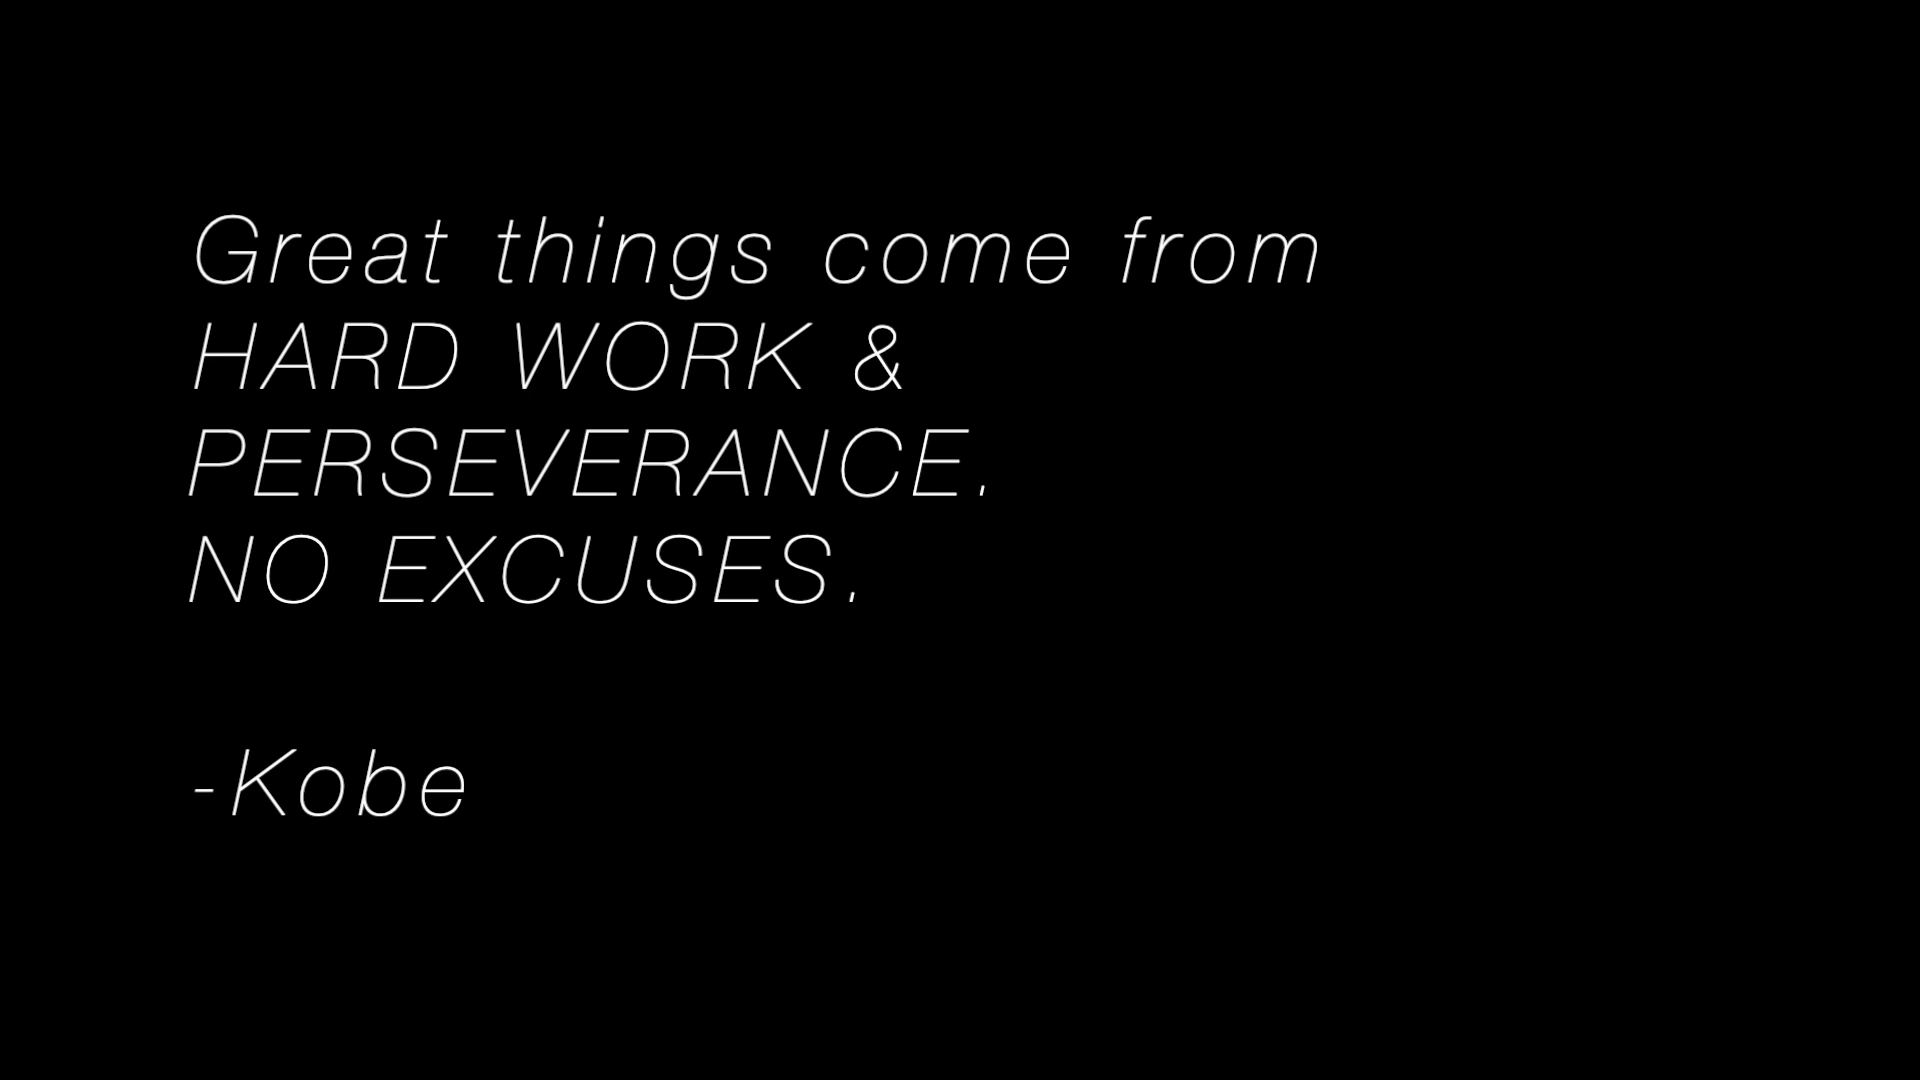 Great things come from
HARD WORK &
PERSEVERANCE.
NO EXCUSES.
-Kobe